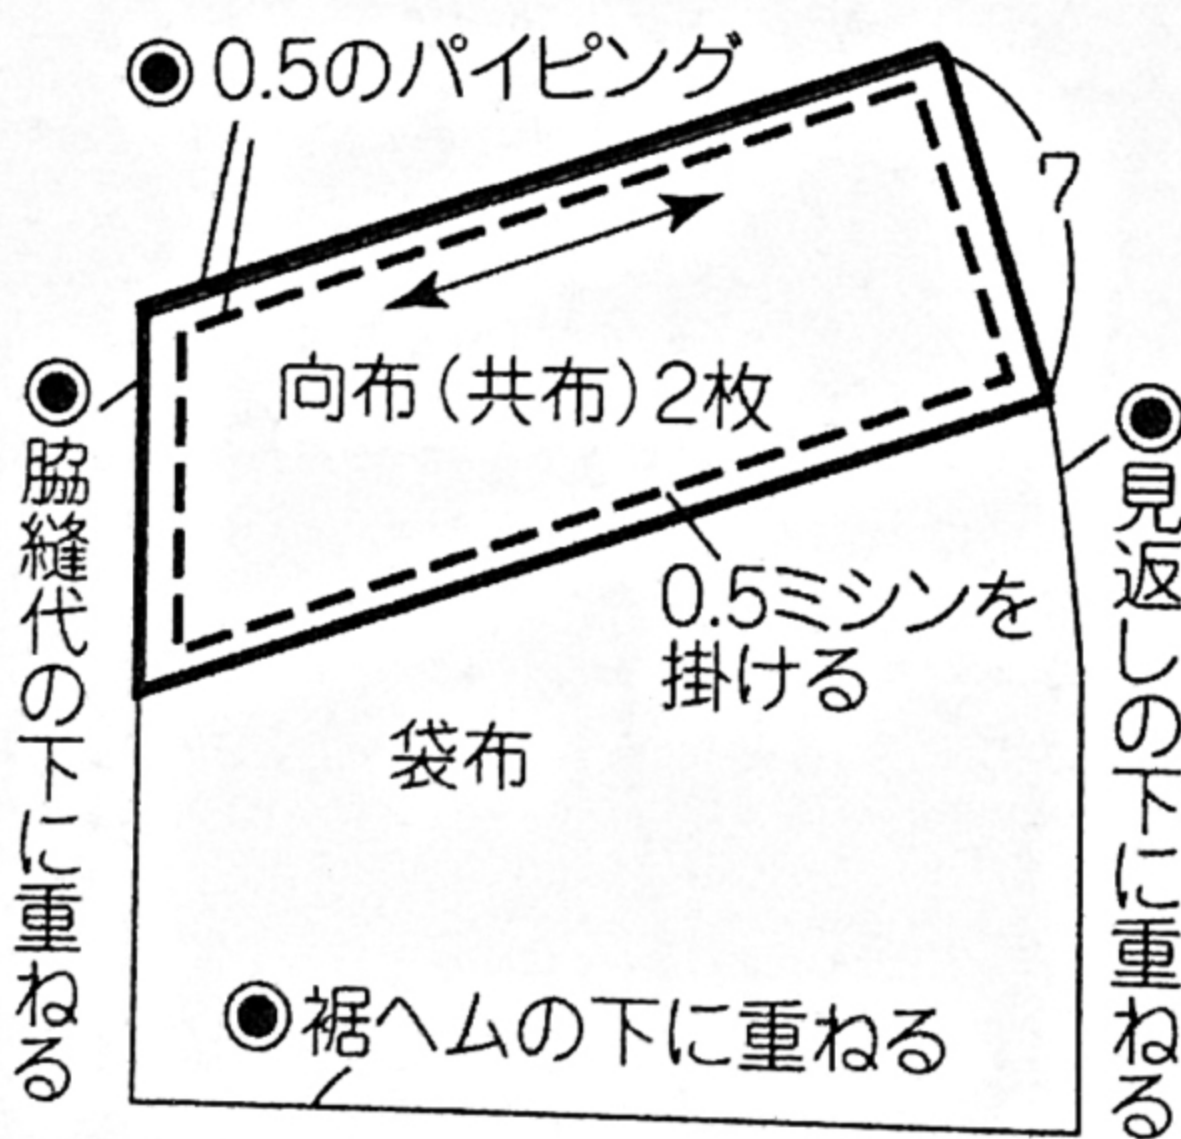 ◉0.5のパイピング
7
向布(共布)2枚
◉脇縫代の下に重ねる
◉見返しの下に重ねる
0.5ミシンを
掛ける
袋布
◉裾ヘムの下に重ねる